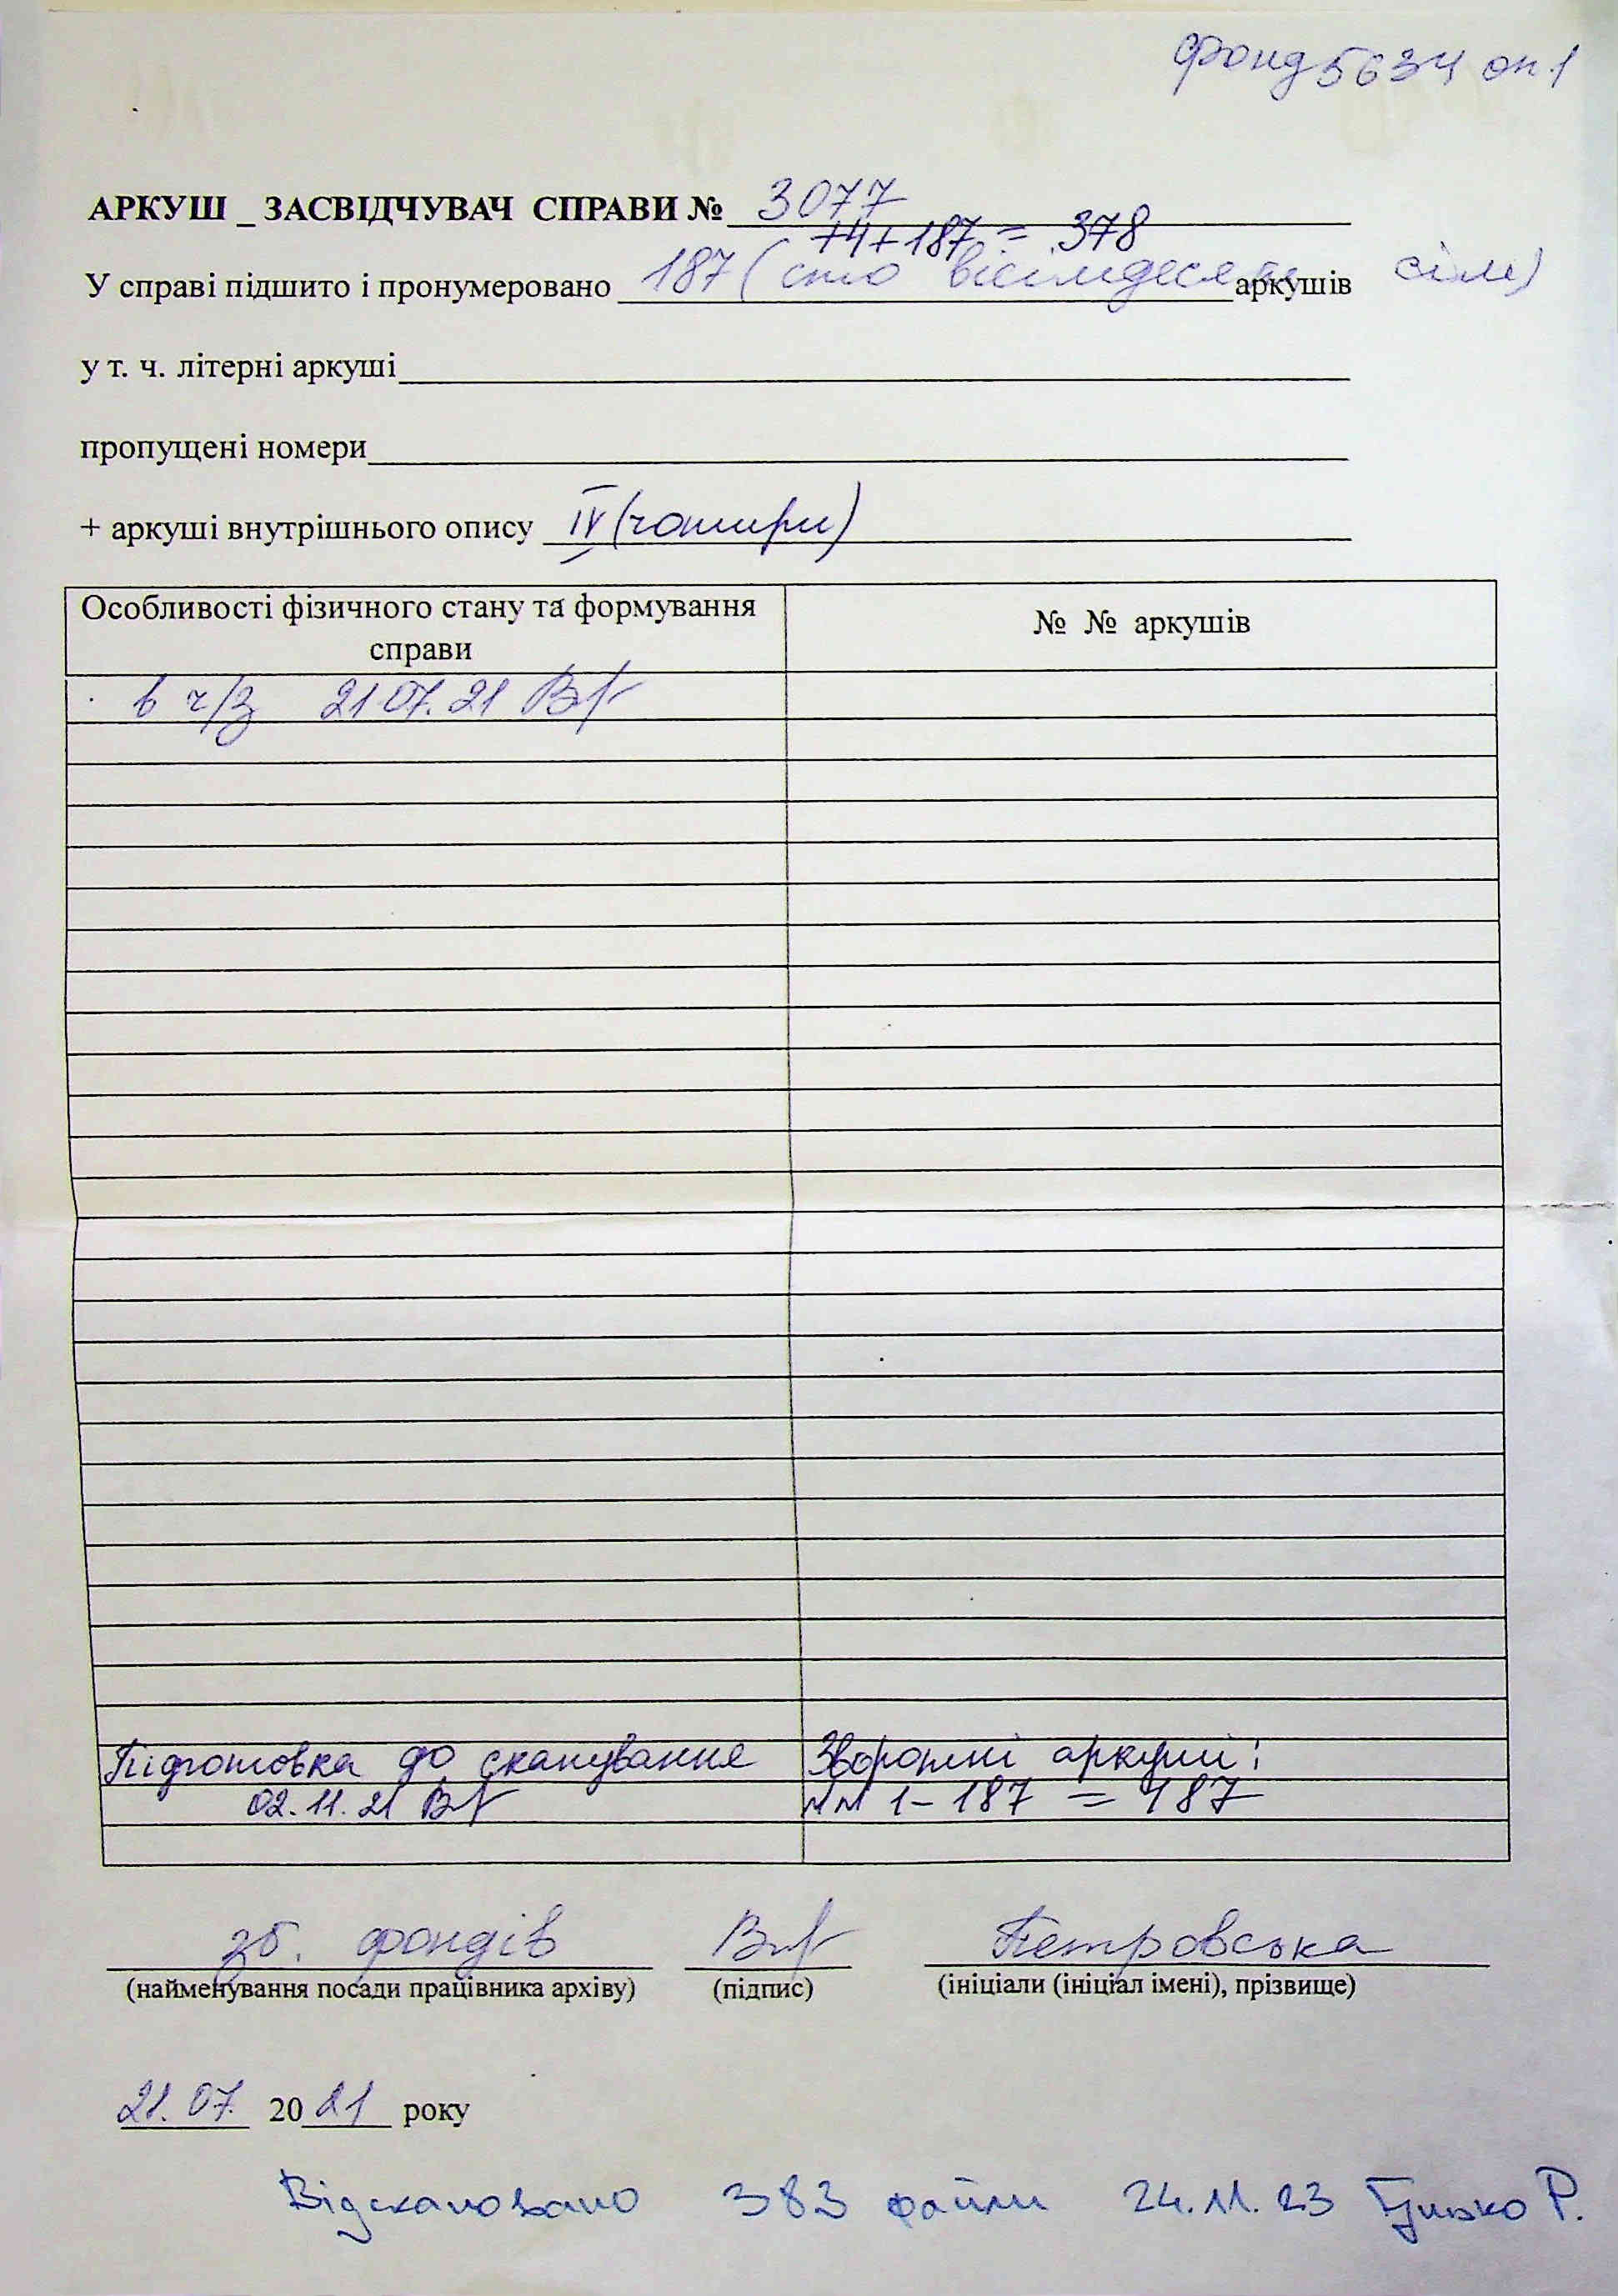 фонд 5634 оп.1
АРКУШ _ ЗАСВІДЧУВАЧ СПРАВИ № 3077
+4+187 = 378
У справі підшито і пронумеровано 187 (сто вісімдесят сім) аркушів
у т. ч. літерні аркуші
пропущені номери
+ аркуші внутрішнього опису IV (чотири)
Особливості фізичного стану та формування справи
№ № аркушів
в ч/з 21 07. 21
Підготовка до сканування
Зворотні аркуші:
02. 11. 21
№№ 1– 187 = 187
зб. фондів
Петровська
(найменування посади працівника архіву) (підпис) (ініціали (ініціал імені), прізвище)
21. 07. 2021 року
Відскановано 383 файли 24.11.23 Р.